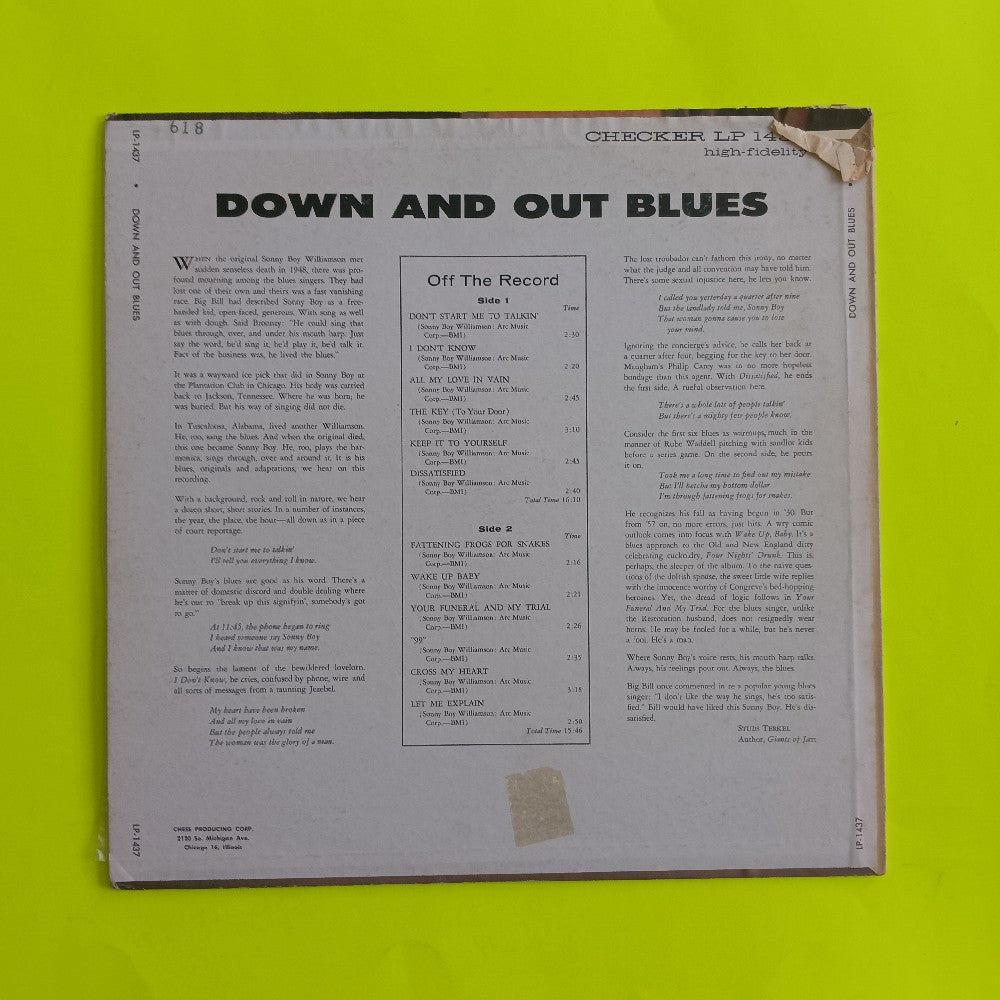 618
CHECKER LP 14
high-fidelity
LP-1437 • DOWN AND OUT BLUES
LP-1437
DOWN AND OUT BLUES
WHEN the original Sonny Boy Williamson met
sudden senseless death in 1948, there was pro-
found mourning among the blues singers. They had
lost one of their own and theirs was a fast vanishing
race. Big Bill had described Sonny Boy as a free-
handed kid, open-faced, generous. With song as well
as with dough. Said Broonzy: "He could sing that
blues through, over, and under his mouth harp. Just
say the word, he'd sing it, he'd play it, he'd talk it.
Fact of the business was, he lived the blues."
It was a wayward ice pick that did in Sonny Boy at
the Plantation Club in Chicago. His body was carried
back to Jackson, Tennessee. Where he was born, he
was buried. But his way of singing did not die.
In Tuscaloosa, Alabama, lived another Williamson.
He, too, sang the blues. And when the original died,
this one became Sonny Boy. He, too, plays the har-
monica, sings through, over and around it. It is his
blues, originals and adaptations, we hear on this
recording.
With a background, rock and roll in nature, we hear
a dozen short, short stories. In a number of instances,
the year, the place, the hour—all down as in a piece
of court reportage.
Don't start me to talkin'
I'll tell you everything I know.
Sonny Boy's blues are good as his word. There's a
matter of domestic discord and double dealing where
he's out to "break up this signifyin', somebody's got
to go."
At 11:45, the phone began to ring
I heard someone say Sonny Boy
And I know that was my name.
So begins the lament of the bewildered lovelorn.
I Don't Know, he cries, confused by phone, wire and
all sorts of messages from a taunting Jezebel.
My heart have been broken
And all my love in vain
But the people always told me
The woman was the glory of a man.
Off The Record
Side 1
Time
DON'T START ME TO TALKIN'
(Sonny Boy Williamson: Arc Music
Corp.—BMI) 2:30
I DON'T KNOW
(Sonny Boy Williamson: Arc Music
Corp.—BMI) 2:20
ALL MY LOVE IN VAIN
(Sonny Boy Williamson: Arc Music
Corp.—BMI) 2:45
THE KEY (To Your Door)
(Sonny Boy Williamson: Arc Music
Corp.—BMI) 3:10
KEEP IT TO YOURSELF
(Sonny Boy Williamson: Arc Music
Corp.—BMI) 2:45
DISSATISFIED
(Sonny Boy Williamson: Arc Music
Corp.—BMI) 2:40
Total Time 16:10
Side 2
Time
FATTENING FROGS FOR SNAKES
(Sonny Boy Williamson: Arc Music
Corp.—BMI) 2:16
WAKE UP BABY
(Sonny Boy Williamson: Arc Music
Corp.—BMI) 2:21
YOUR FUNERAL AND MY TRIAL
(Sonny Boy Williamson: Arc Music
Corp.—BMI) 2:26
"99"
(Sonny Boy Williamson: Arc Music
Corp.—BMI) 2:35
CROSS MY HEART
(Sonny Boy Williamson: Arc Music
Corp.—BMI) 3:18
LET ME EXPLAIN
(Sonny Boy Williamson: Arc Music
Corp.—BMI) 2:50
Total Time 15:46
The lost troubador can't fathom this irony, no matter
what the judge and all convention may have told him.
There's some sexual injustice here, he lets you know.
I called you yesterday a quarter after nine
But the landlady told me, Sonny Boy
That woman gonna cause you to lose
your mind.
Ignoring the concierge's advice, he calls her back at
a quarter after four, begging for the key to her door.
Maugham's Philip Carey was in no more hopeless
bondage than this agent. With Dissatisfied, he ends
the first side. A rueful observation here.
There's a whole lots of people talkin'
But there's a mighty few people know.
Consider the first six blues as warmups, much in the
manner of Rube Waddell pitching with sandlot kids
before a series game. On the second side, he pours
it on.
Took me a long time to find out my mistake
But I'll betcha my bottom dollar
I'm through fattening frogs for snakes.
He recognizes his fall as having begun in '50. But
from '57 on, no more errors, just hits. A wry comic
outlook comes into focus with Wake Up, Baby. It's a
blues approach to the Old and New England ditty
celebrating cuckoldry, Four Nights' Drunk. This is,
perhaps, the sleeper of the album. To the naive ques-
tions of the doltish spouse, the sweet little wife replies
with the innocence worthy of Congreve's bed-hopping
heroines. Yet, the dread of logic follows in Your
Funeral And My Trial. For the blues singer, unlike
the Restoration husband, does not resignedly wear
horns. He may be fooled for a while, but he's never
a fool. He's a man.
Where Sonny Boy's voice rests, his mouth harp talks.
Always, his feelings pour out. Always, the blues.
Big Bill once commented in re a popular young blues
singer: "I don't like the way he sings, he's too satis-
fied." Bill would have liked this Sonny Boy. He's dis-
satisfied.
STUDS TERKEL
Author, Giants of Jazz
CHESS PRODUCING CORP.
2120 So. Michigan Ave.
Chicago 16, Illinois
• DOWN AND OUT BLUES
LP-1437